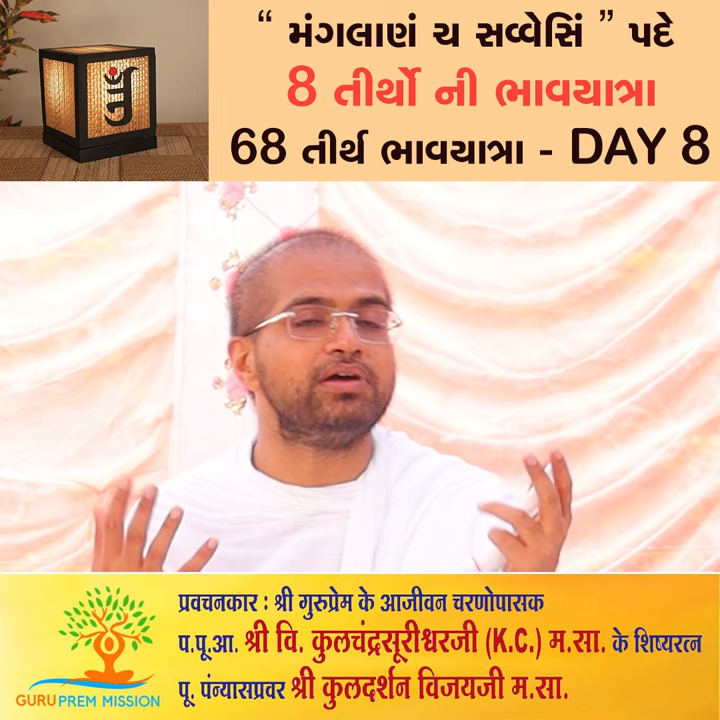 “ મંગલાણં ચ સવ્વેસિં ” પદે
8 તીર્થો ની ભાવયાત્રા
68 તીર્થ ભાવયાત્રા - DAY 8
प्रवचनकार : श्री गुरुप्रेम के आजीवन चरणोपासक
प.पू.आ. श्री वि. कुलचंद्रसूरीश्वरजी (K.C.) म.सा. के शिष्यरत्न
पू. पंन्यासप्रवर श्री कुलदर्शन विजयजी म.सा.
GURU PREM MISSION